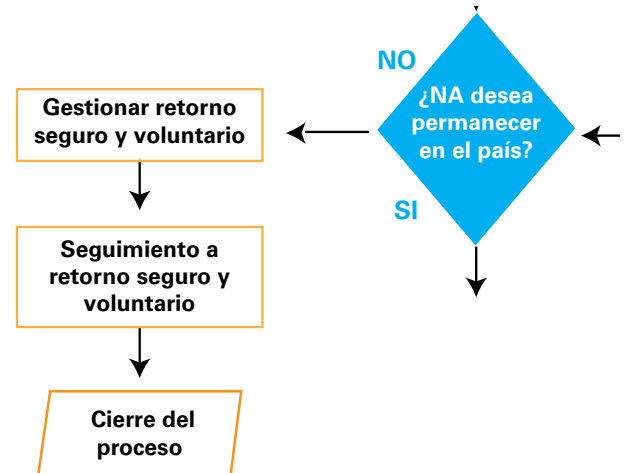 NO
¿NA desea
permanecer
en el país?
SI
Gestionar retorno
seguro y voluntario
Seguimiento a
retorno seguro y
voluntario
Cierre del
proceso